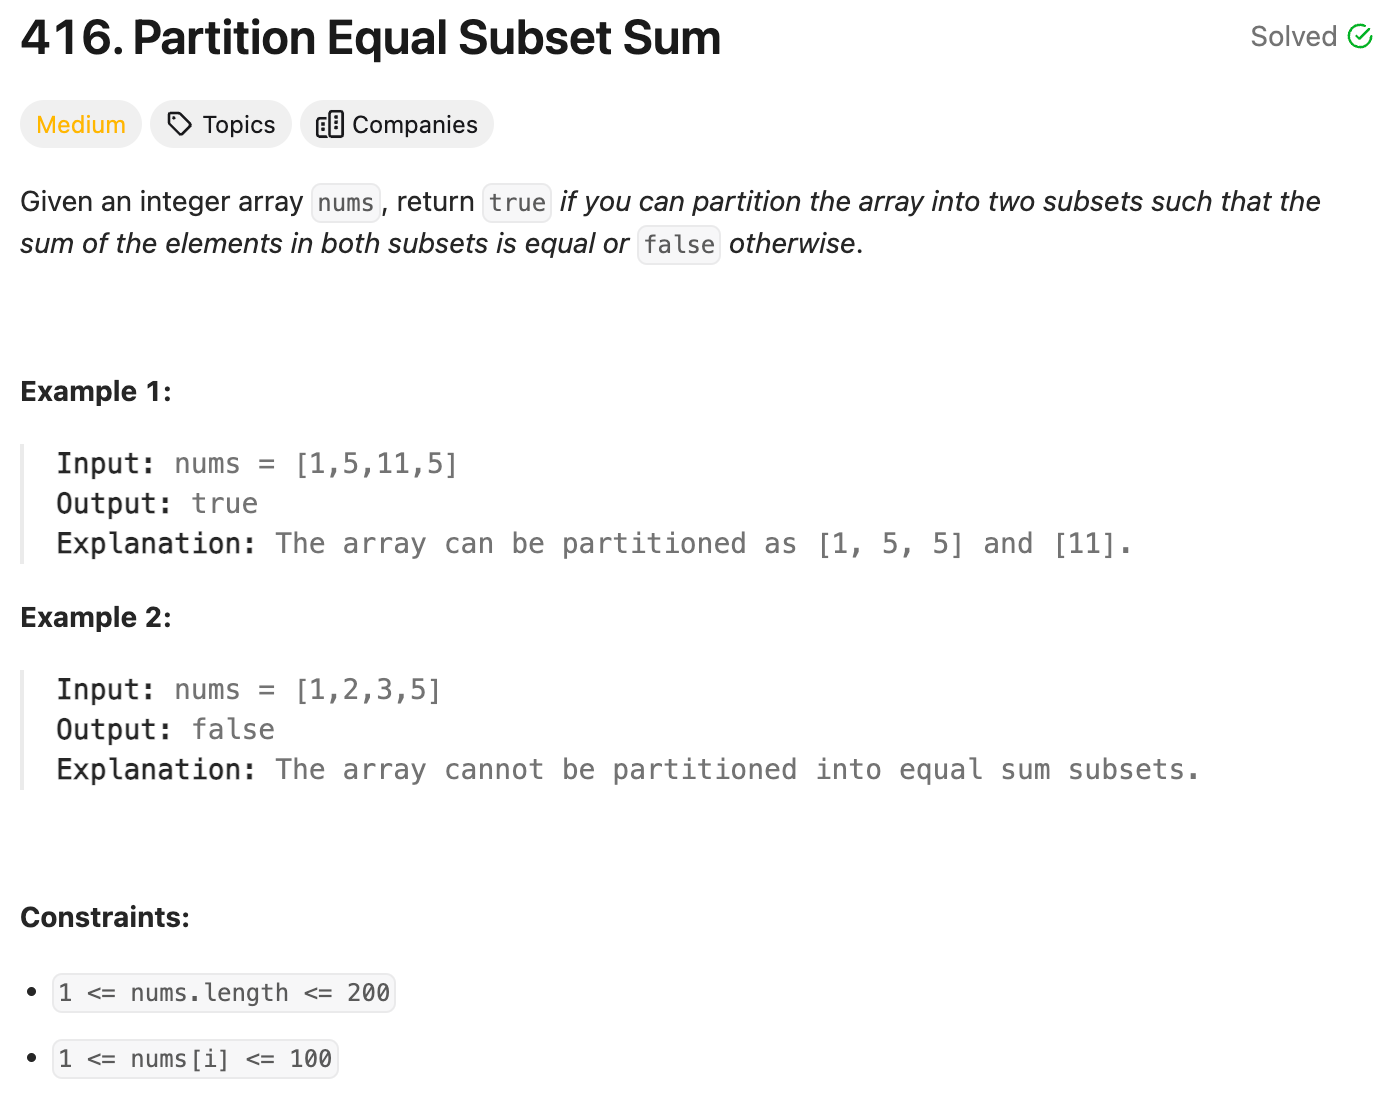 416. Partition Equal Subset Sum
Solved
Medium Topics Companies
Given an integer array nums, return true if you can partition the array into two subsets such that the
sum of the elements in both subsets is equal or false otherwise.
Example 1:
Input: nums = [1,5,11,5]
Output: true
Explanation: The array can be partitioned as [1, 5, 5] and [11].
Example 2:
Input: nums = [1,2,3,5]
Output: false
Explanation: The array cannot be partitioned into equal sum subsets.
Constraints:
• 1 <= nums.length <= 200
• 1 <= nums[i] <= 100